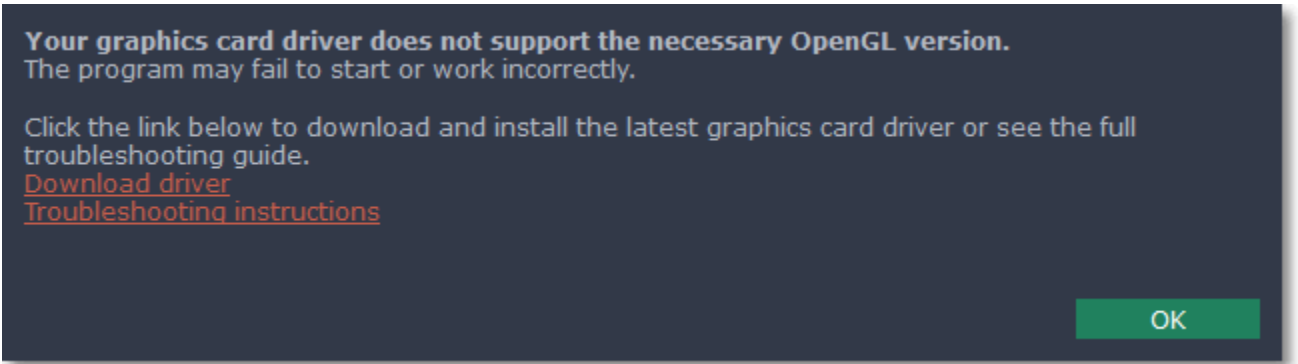 Your graphics card driver does not support the necessary OpenGL version.
The program may fail to start or work incorrectly.
Click the link below to download and install the latest graphics card driver or see the full
troubleshooting guide.
Download driver
Troubleshooting instructions
OK